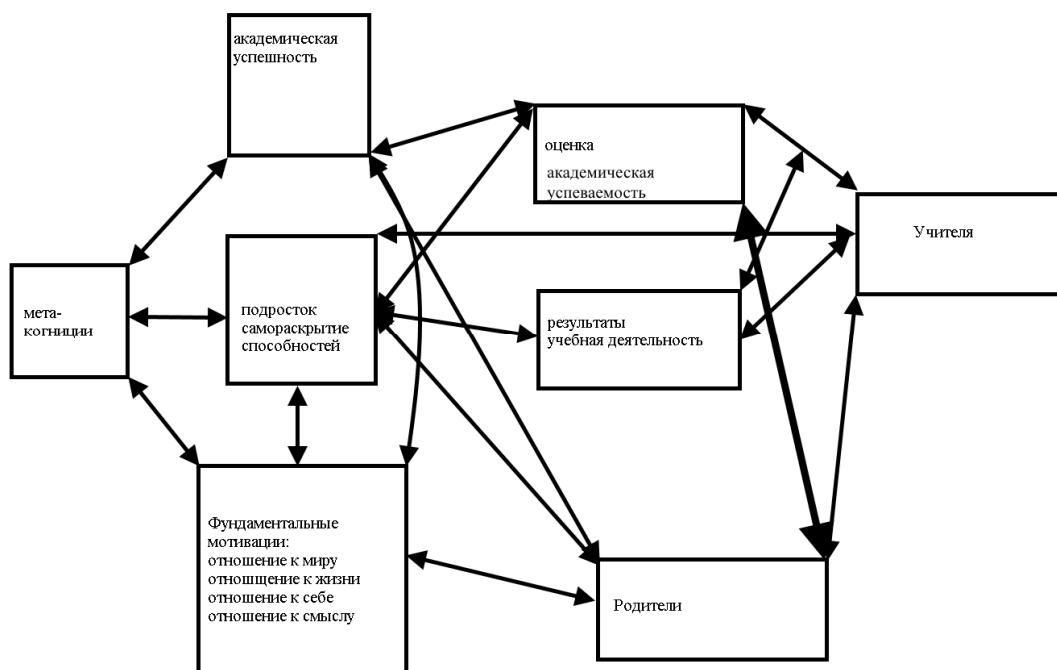 академическая
успешность
оценка
академическая
успеваемость
Учителя
мета-
когниции
подросток
самораскрытие
способностей
результаты
учебная деятельность
Фундаментальные
мотивации:
отношение к миру
отношщение к жизни
отношение к себе
отношение к смыслу
Родители